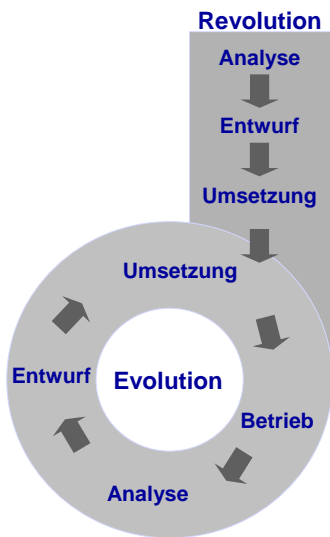 Revolution
Analyse
Entwurf
Umsetzung
Umsetzung
Entwurf
Evolution
Betrieb
Analyse